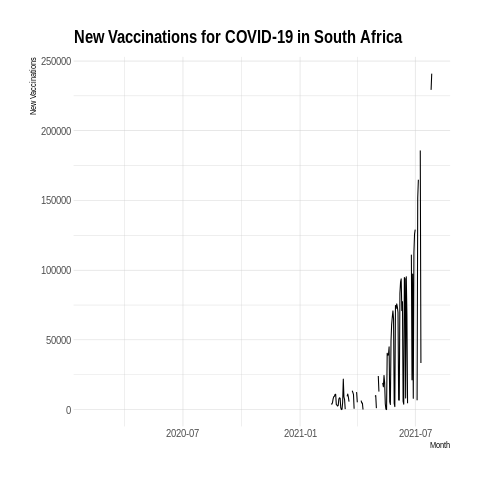 New Vaccinations for COVID-19 in South Africa
New Vaccinations
250000
200000
150000
100000
50000
0
2020-07 2021-01 2021-07
Month